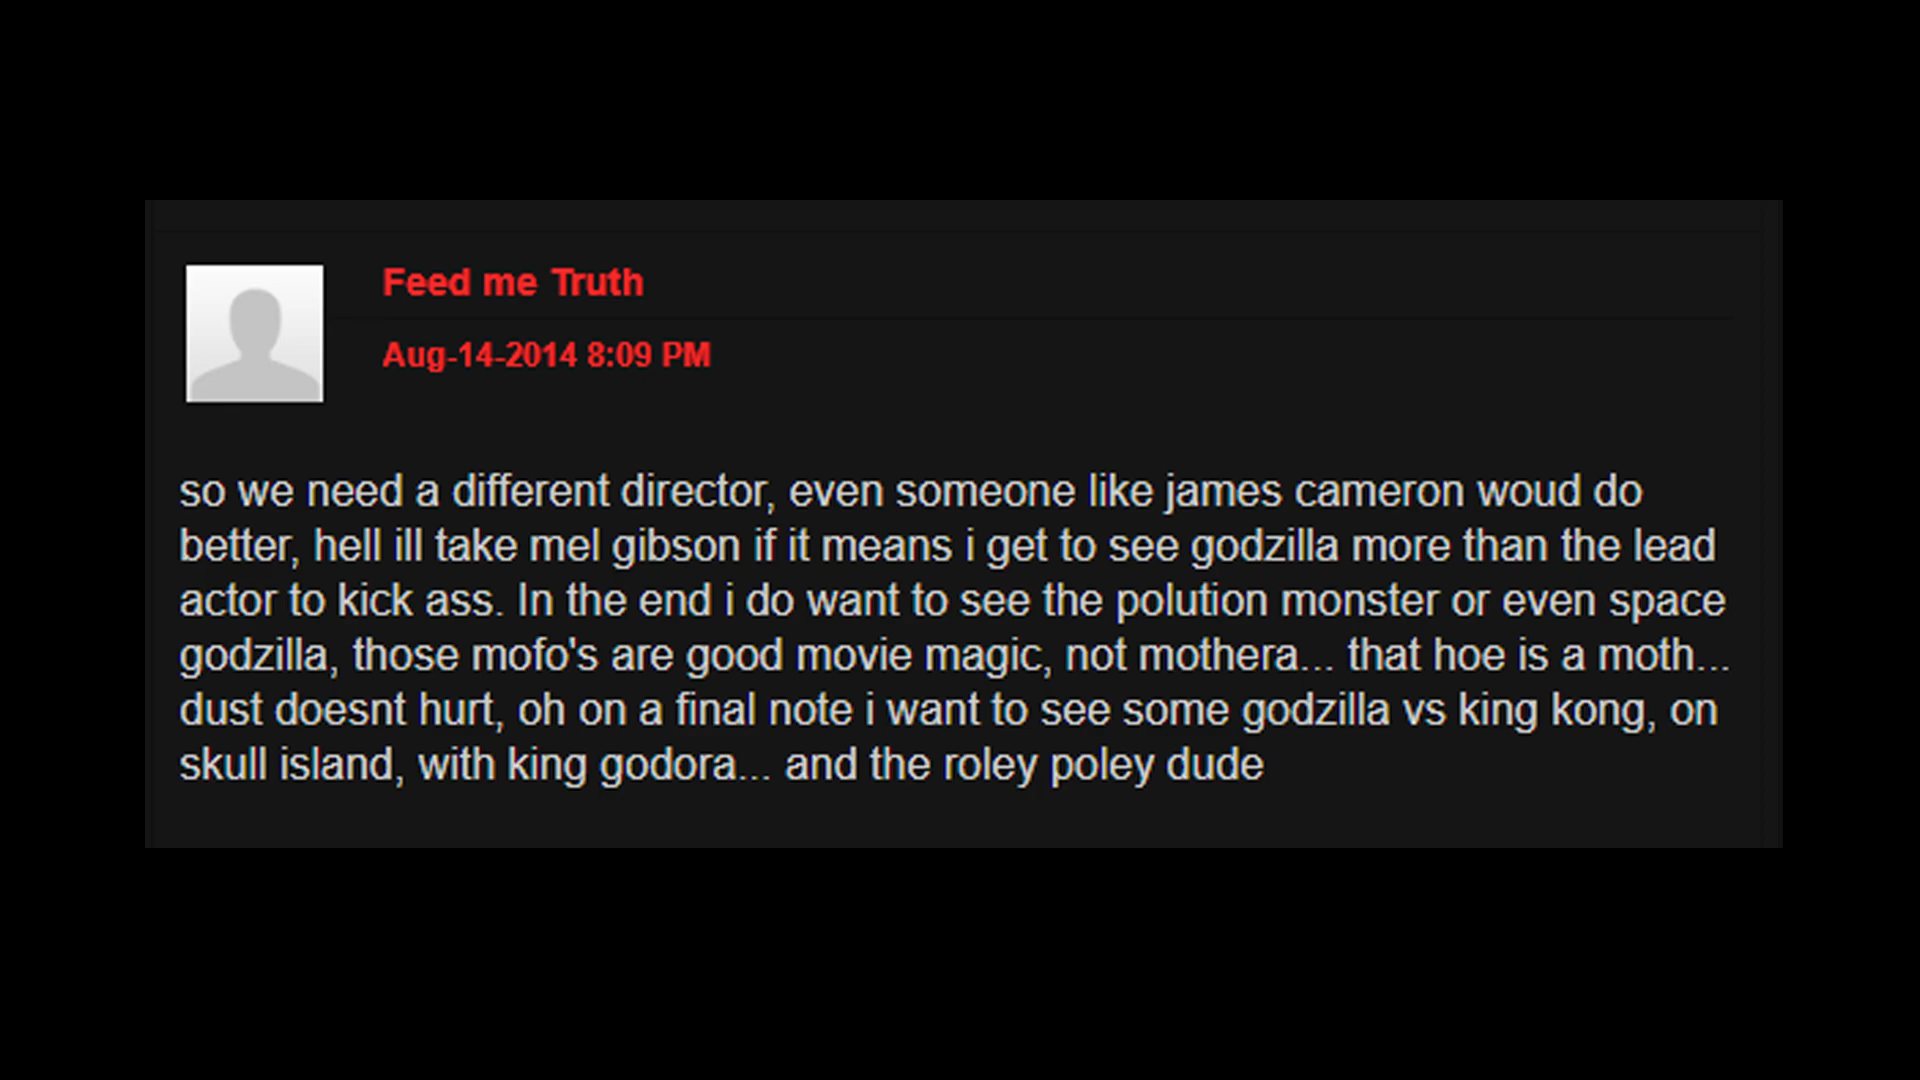 Feed me Truth
Aug-14-2014 8:09 PM
so we need a different director, even someone like james cameron woud do
better, hell ill take mel gibson if it means i get to see godzilla more than the lead
actor to kick ass. In the end i do want to see the polution monster or even space
godzilla, those mofo's are good movie magic, not mothera... that hoe is a moth...
dust doesnt hurt, oh on a final note i want to see some godzilla vs king kong, on
skull island, with king godora... and the roley poley dude